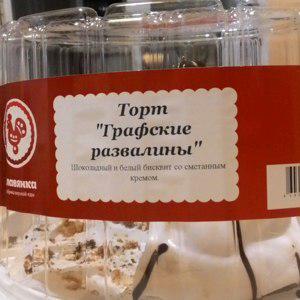 Торт
"Графские
развалины"
Шоколадный и белый бисквит со сметанным
кремом.